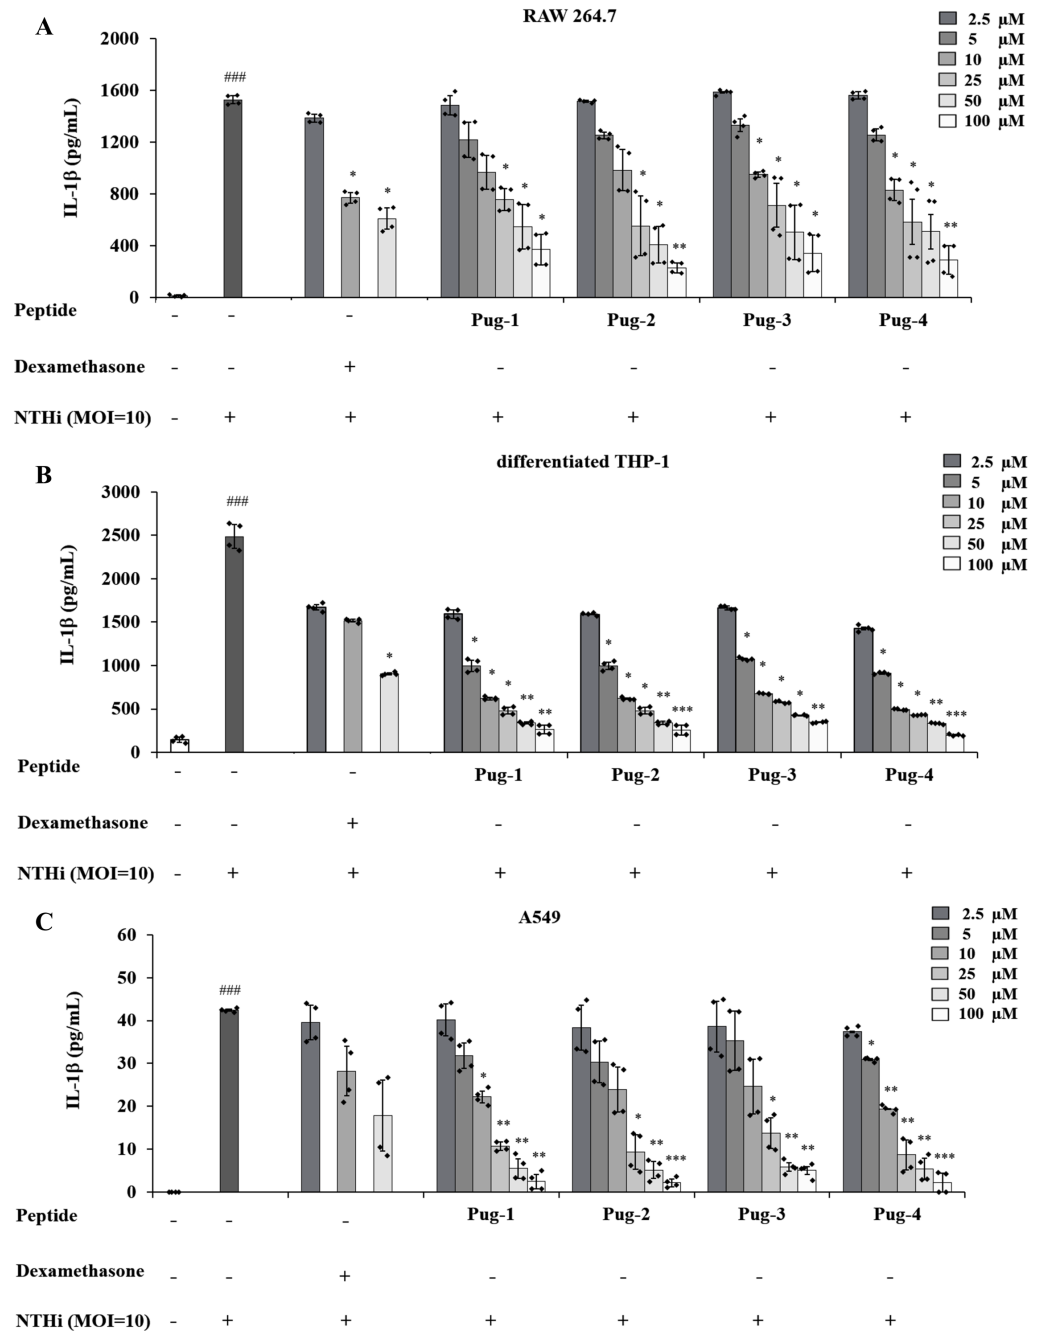 A
RAW 264.7
2.5 µM
5 µM
10 µM
25 µM
50 µM
100 µM
IL-1β (pg/mL)
2000
1600
1200
800
400
0
###
* *
* * *
* * **
* * * *
* * * **
Peptide - - - Pug-1 Pug-2 Pug-3 Pug-4
Dexamethasone - - + - - - -
NTHi (MOI=10) - + + + + + +
B
differentiated THP-1
2.5 µM
5 µM
10 µM
25 µM
50 µM
100 µM
IL-1β (pg/mL)
3000
2500
2000
1500
1000
500
0
###
*
* * * ** **
* * * ** ***
* * * * **
* * * ** ***
Peptide - - - Pug-1 Pug-2 Pug-3 Pug-4
Dexamethasone - - + - - - -
NTHi (MOI=10) - + + + + + +
C
A549
2.5 µM
5 µM
10 µM
25 µM
50 µM
100 µM
IL-1β (pg/mL)
60
50
40
30
20
10
0
###
* ** ** **
* ** ***
* ** **
* ** ** ** ***
Peptide - - - Pug-1 Pug-2 Pug-3 Pug-4
Dexamethasone - - + - - - -
NTHi (MOI=10) - + + + + + +